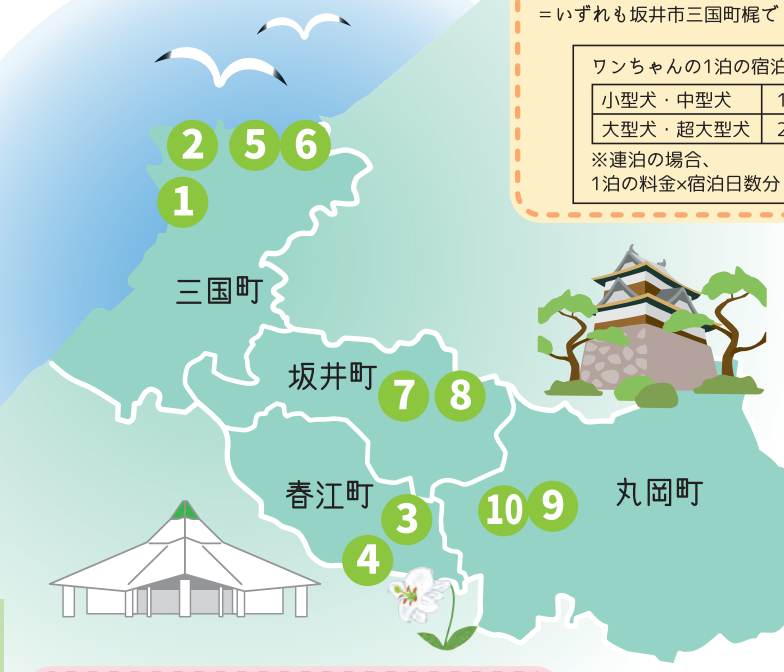 ＝いずれも坂井市三国町梶で
ワンちゃんの1泊の宿泊
小型犬・中型犬
大型犬・超大型犬
※連泊の場合、
1泊の料金×宿泊日数分
2 5 6
1
三国町
坂井町
7 8
春江町
3
4
10 9
丸岡町